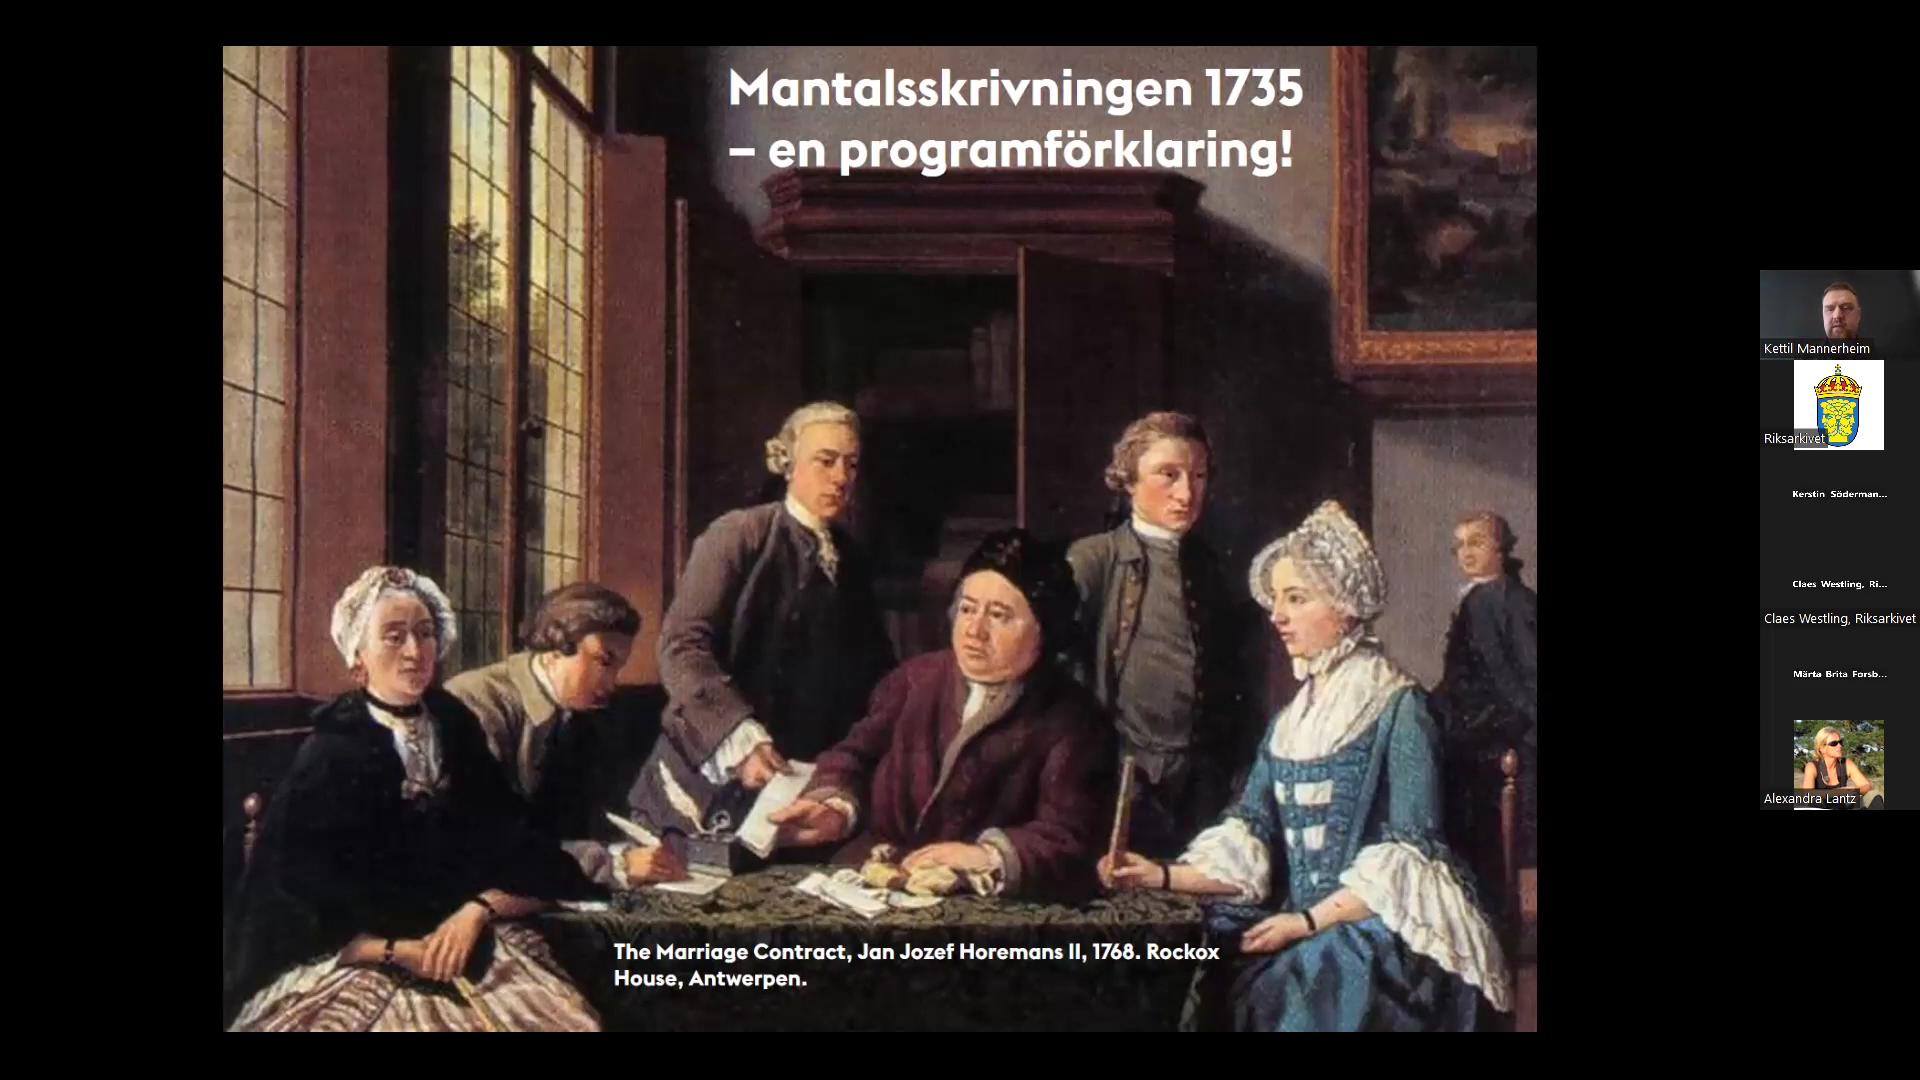 Mantalsskrivningen 1735
– en programförklaring!
The Marriage Contract, Jan Jozef Horemans II, 1768. Rockox
House, Antwerpen.
Kettil Mannerheim
Riksarkivet
Kerstin Söderman...
Claes Westling, Ri...
Claes Westling, Riksarkivet
Märta Brita Forsb...
Alexandra Lantz